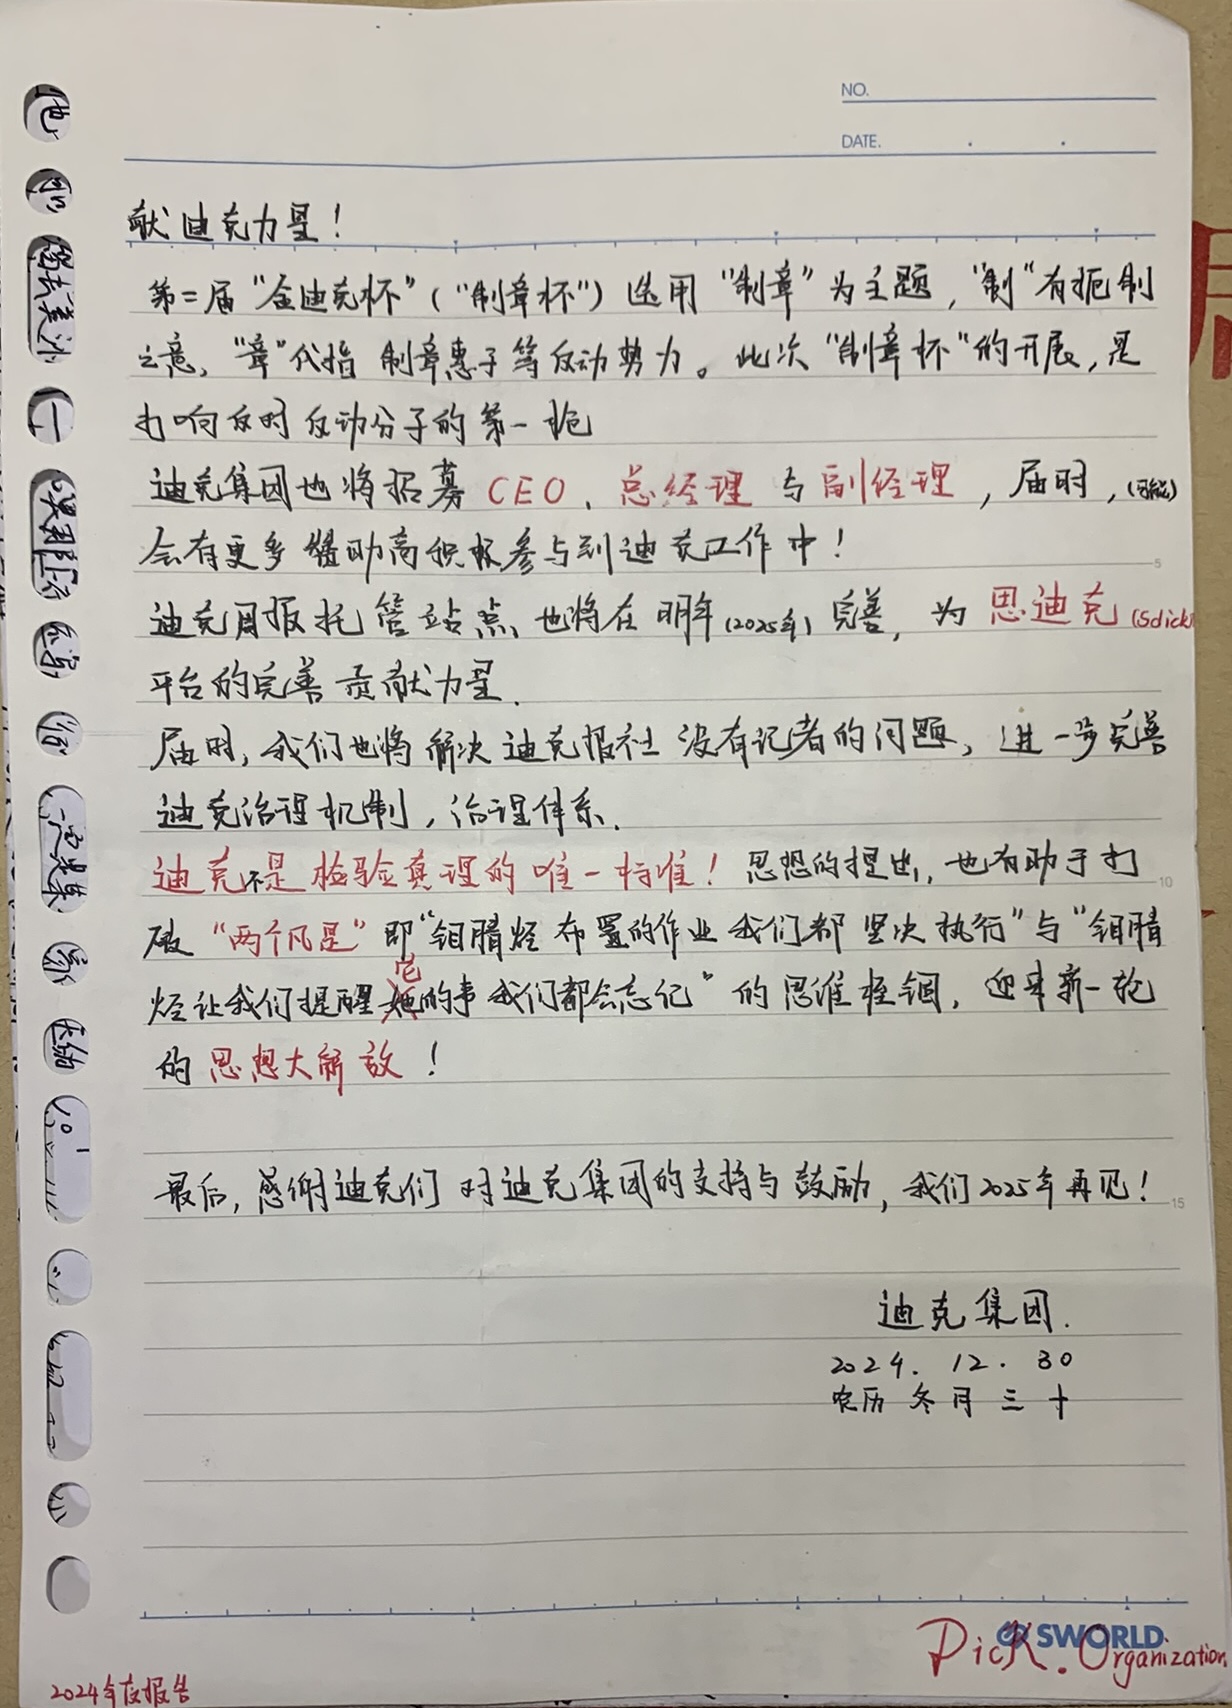 NO.
DATE.
献迪克力量！
第二届“金迪克杯”（“制章杯”）选用“制章”为主题，“制“有扼制
之意，“章”代指 制章惠子等反动势力。此次“制章杯”的开展，是
打响反对反动分子的第一枪
迪克集团也将招募 CEO、总经理 与副经理，届时，(可能)
会有更多赞助商积极参与到迪克工作中！
迪克周报托管站点，也将在明年(2025年)完善，为 思迪克(Sdick)
平台的完善贡献力量．
届时，我们也将解决迪克报社没有记者的问题，进一步完善
迪克治理机制，治理体系．
迪克不是检验真理的唯一标准！思想的提出，也有助于打
破“两个凡是”即“钼腈烃布置的作业我们都坚决执行”与“钼腈
烃让我们提醒它的事我们都会忘记”的思维桎锢，迎来新一轮
的思想大解放！
最后，感谢迪克们对迪克集团的支持与鼓励，我们2025年再见！
迪克集团．
2024．12．30
农历 冬月 三十
SWORLD
Dick．Organization
2024年度报告
5
10
15